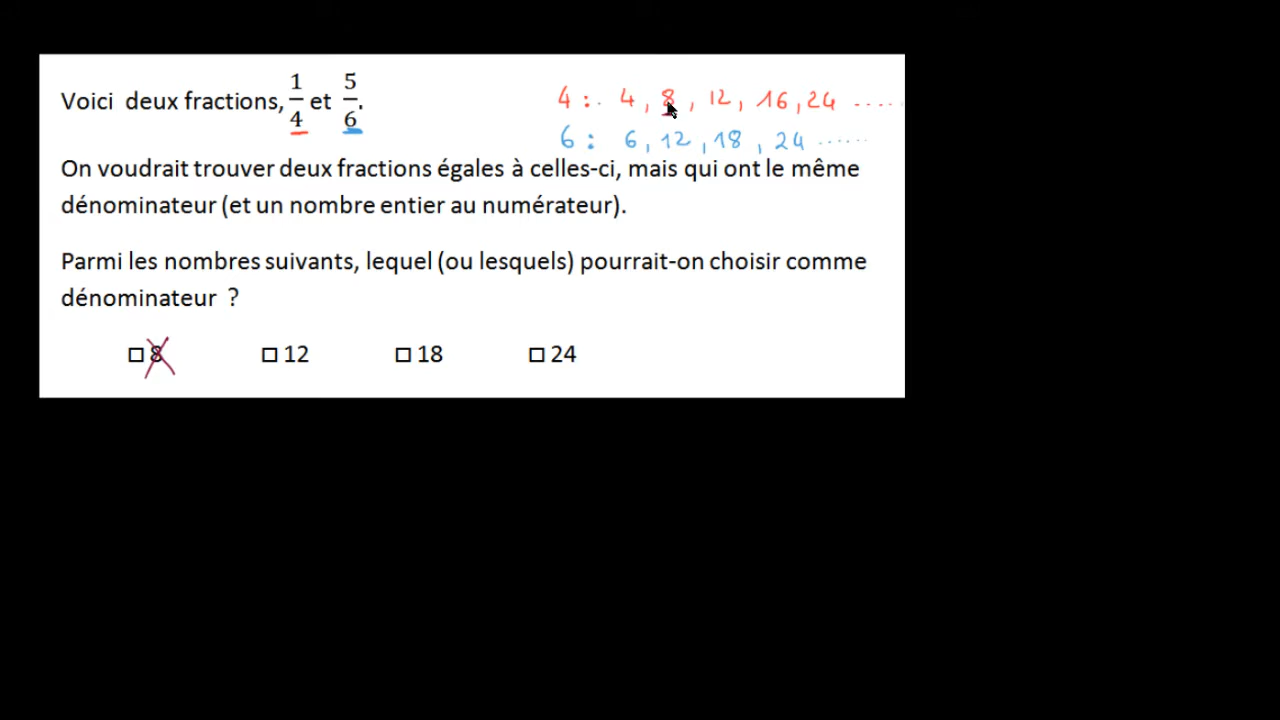 Voici deux fractions, 1/4 et 5/6.
4 : . 4 , 8 , 12 , 16 , 24 .....
6 : 6 , 12 , 18 , 24 ......
On voudrait trouver deux fractions égales à celles-ci, mais qui ont le même
dénominateur (et un nombre entier au numérateur).
Parmi les nombres suivants, lequel (ou lesquels) pourrait-on choisir comme
dénominateur ?
□ 8 □ 12 □ 18 □ 24